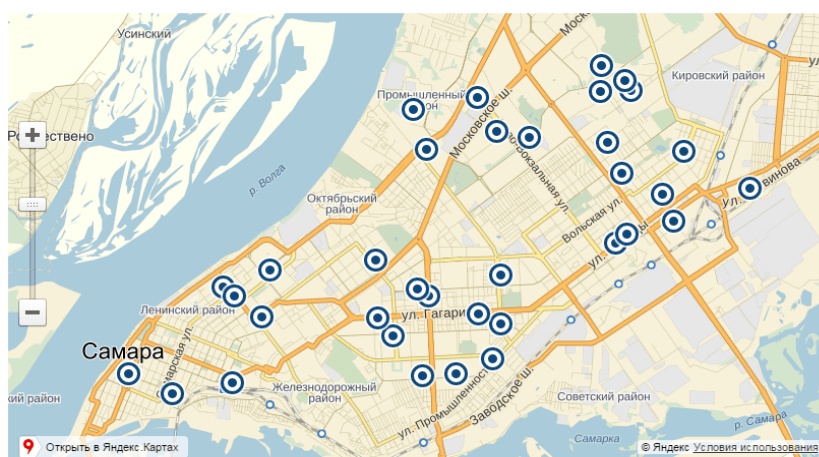 Усинский
Московское ш.
Кировский район
Промышленный
район
р. Волга
Октябрьский
район
Вольская ул.
Ленинский район
ул. Гагарина
Самара
Железнодорожный
район
ул. Промышленности
Заводское ш.
Советский район
р. Самара
Самарка
Открыть в Яндекс.Картах
© Яндекс Условия использования